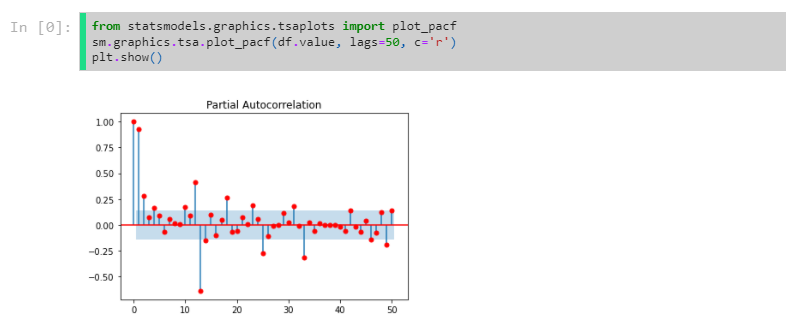 In [0]:
from statsmodels.graphics.tsaplots import plot_pacf
sm.graphics.tsa.plot_pacf(df.value, lags=50, c='r')
plt.show()
Partial Autocorrelation
1.00
0.75
0.50
0.25
0.00
−0.25
−0.50
0 10 20 30 40 50